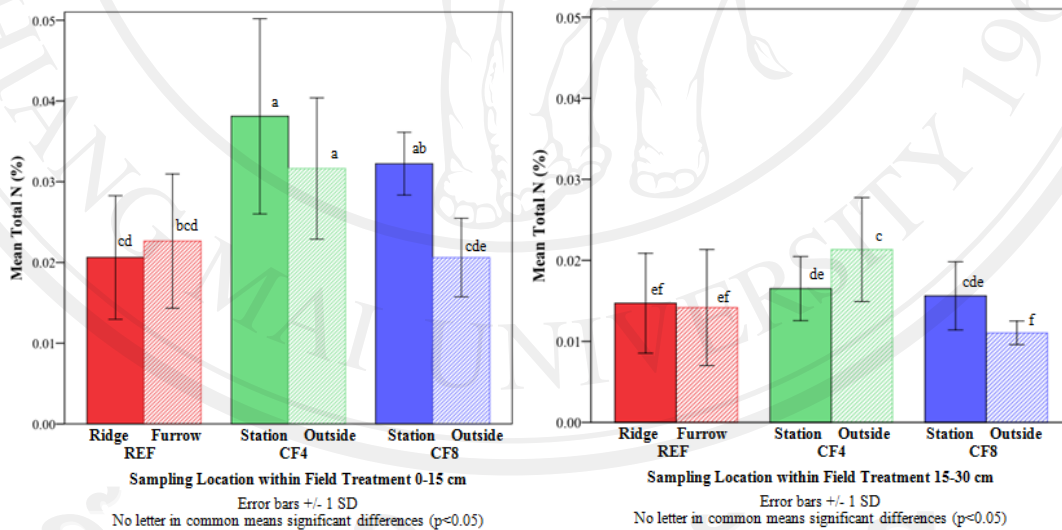 Mean Total N (%)
0.05
0.04
0.03
0.02
0.01
0.00
cd
bcd
a
a
ab
cde
Ridge Furrow Station Outside Station Outside
REF CF4 CF8
Sampling Location within Field Treatment 0-15 cm
Error bars +/- 1 SD
No letter in common means significant differences (p<0.05)
Mean Total N (%)
0.05
0.04
0.03
0.02
0.01
0.00
ef
ef
de
c
cde
f
Ridge Furrow Station Outside Station Outside
REF CF4 CF8
Sampling Location within Field Treatment 15-30 cm
Error bars +/- 1 SD
No letter in common means significant differences (p<0.05)
CHIANG MAI UNIVERSITY 196